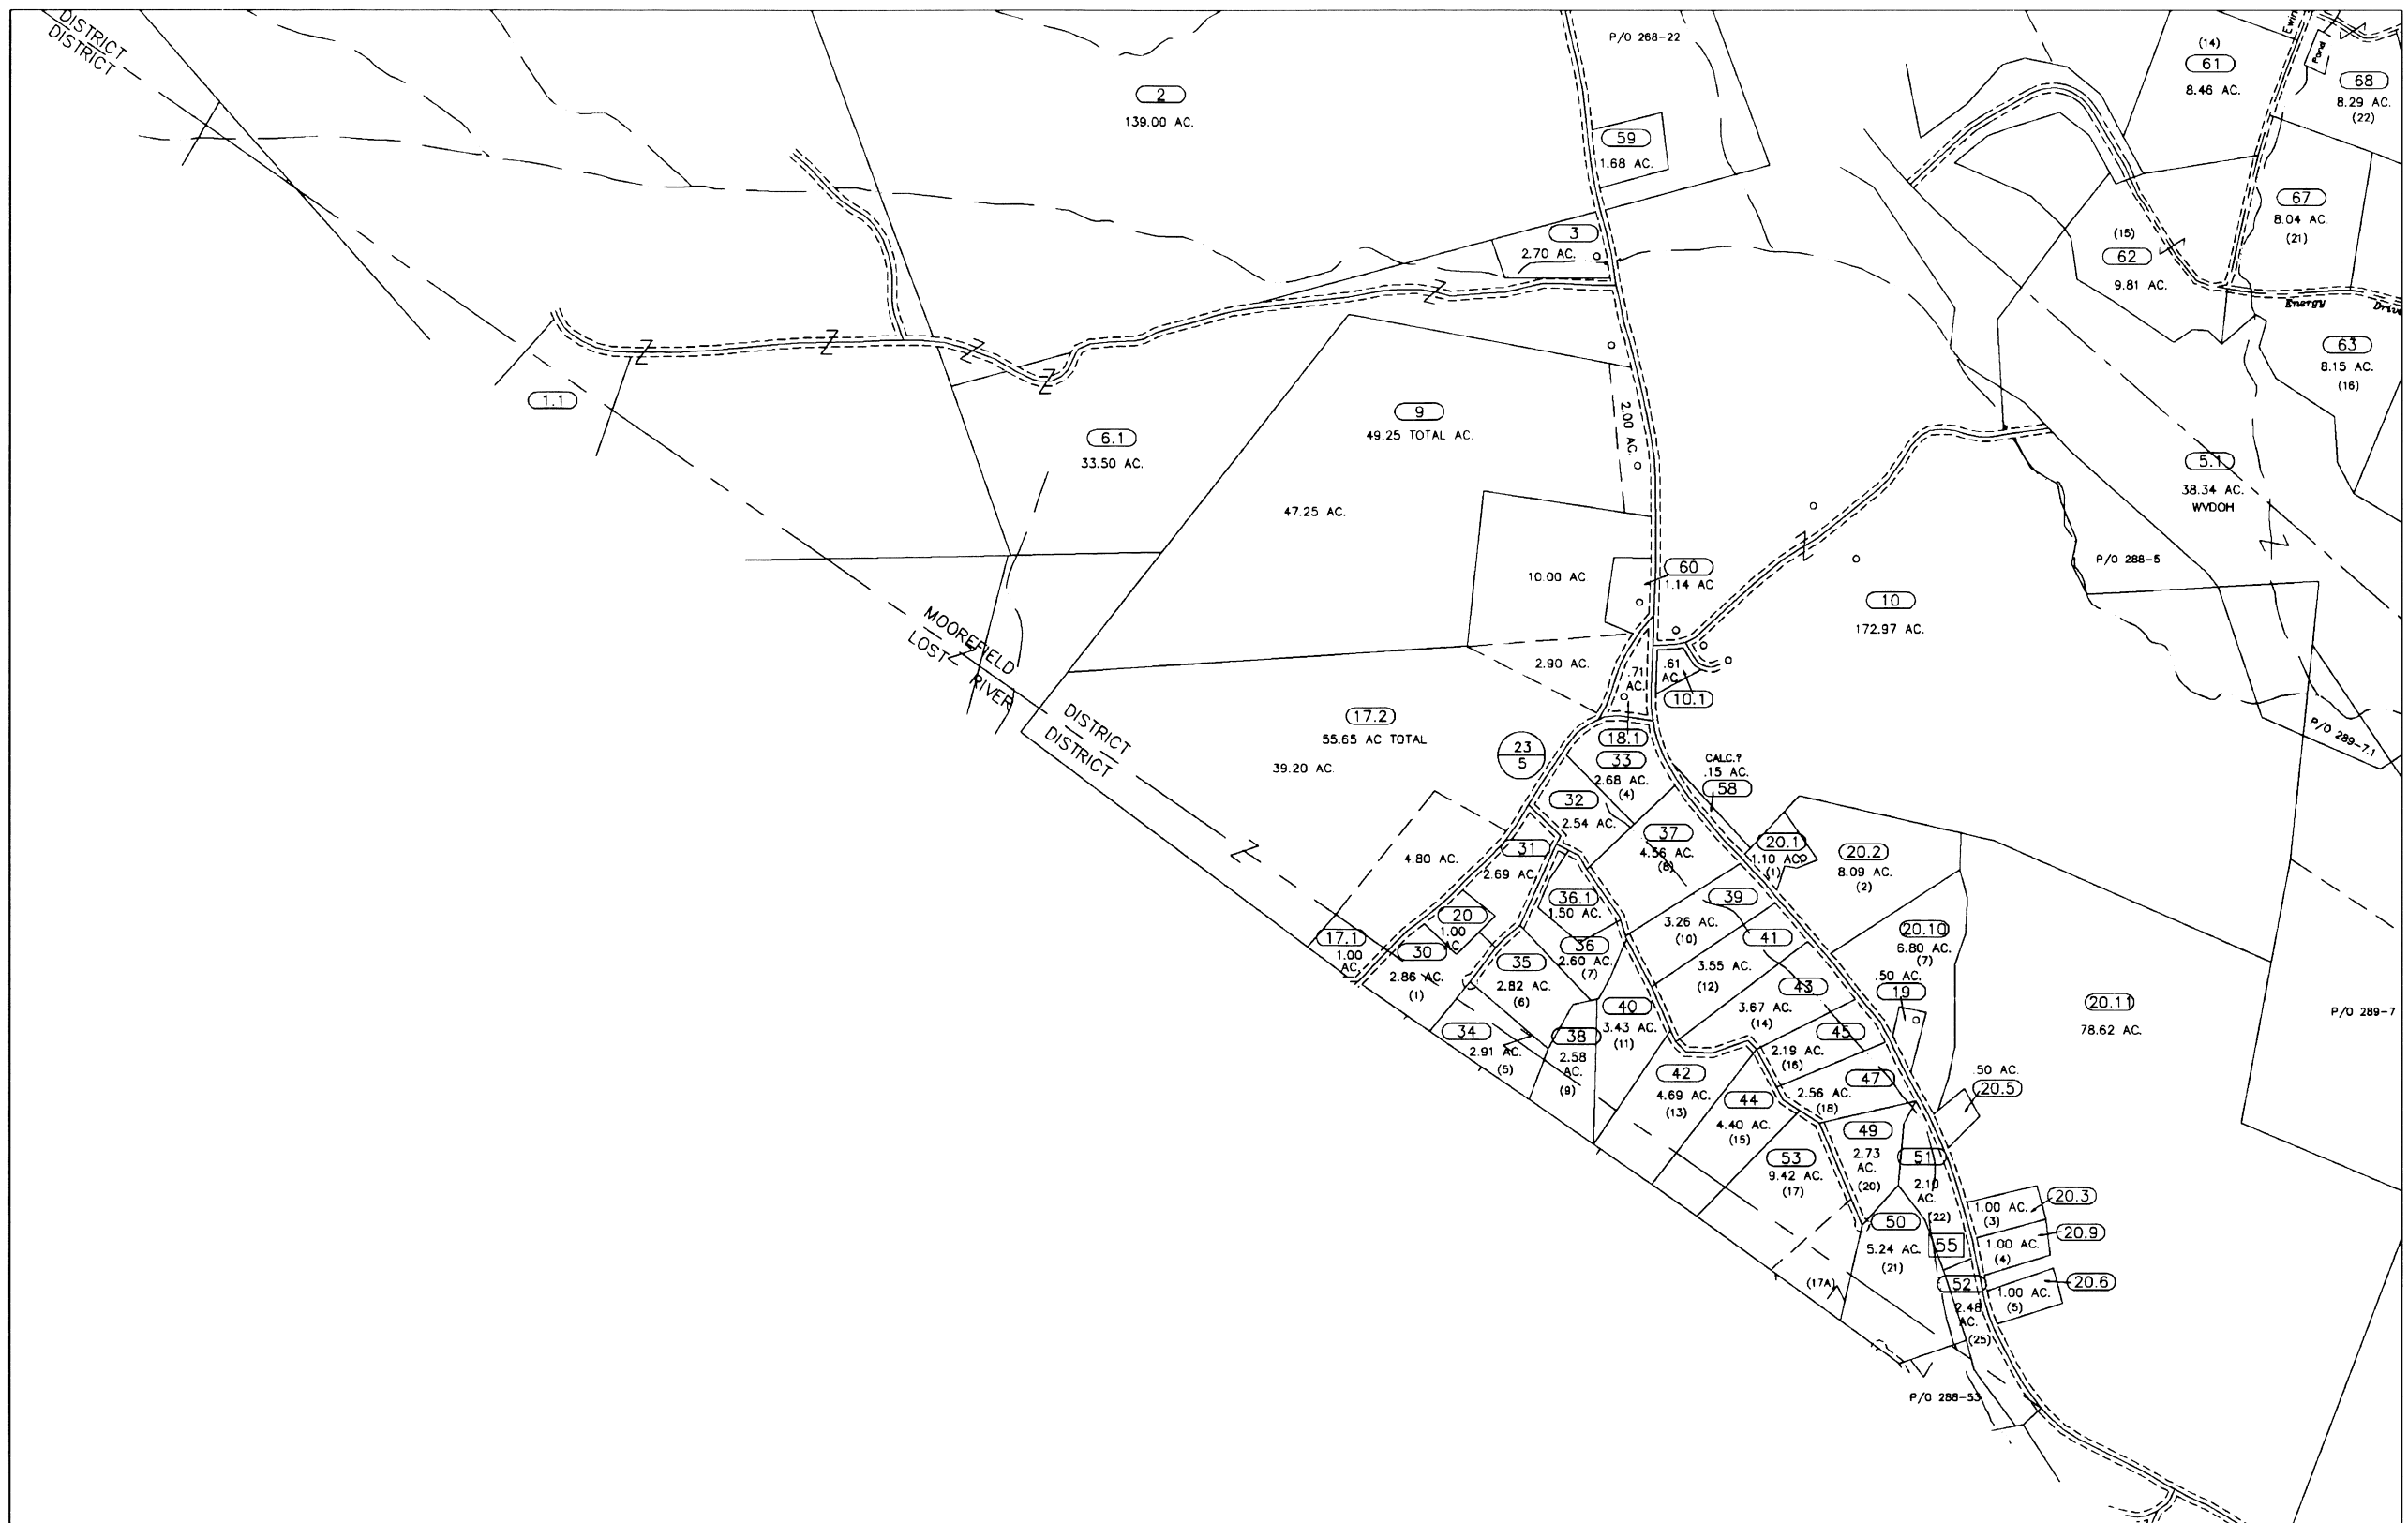 DISTRICT
DISTRICT
2
139.00 AC.
P/O 268-22
59
1.68 AC.
3
2.70 AC.
(14)
61
8.46 AC.
Pond
68
8.29 AC.
(22)
67
8.04 AC.
(21)
(15)
62
9.81 AC.
Energy
63
8.15 AC.
(16)
1.1
6.1
33.50 AC.
9
49.25 TOTAL AC.
47.25 AC.
2.00 AC.
5.1
38.34 AC.
WVDOH
P/O 288-5
10.00 AC
60
1.14 AC
10
172.97 AC.
MOOREFIELD
LOST
RIVER
DISTRICT
DISTRICT
2.90 AC.
.71
AC.
.61
AC
10.1
17.2
55.65 AC TOTAL
39.20 AC.
18.1
33
2.68 AC.
(4)
23
5
CALC.?
.15 AC.
58
P/O 289-7.1
32
2.54 AC.
37
4.56 AC.
(8)
20.1
1.10 AC
(1)
20.2
8.09 AC.
(2)
31
2.69 AC
4.80 AC.
36.1
1.50 AC.
39
3.26 AC.
(10)
20
1.00
AC
17.1
1.00
AC.
30
2.86 AC.
(1)
35
2.82 AC.
(6)
36
2.60 AC.
(7)
41
3.55 AC.
(12)
20.10
6.80 AC.
(7)
.50 AC.
19
43
3.67 AC.
(14)
20.11
78.62 AC.
P/O 289-7
34
2.91 AC.
(5)
38
2.58
AC.
(9)
40
3.43 AC.
(11)
45
2.19 AC.
(16)
42
4.69 AC.
(13)
47
2.56 AC.
(18)
.50 AC.
20.5
44
4.40 AC.
(15)
49
2.73
AC.
(20)
53
9.42 AC.
(17)
51
2.10
AC.
(22)
1.00 AC.
(3)
20.3
50
5.24 AC.
(21)
55
1.00 AC.
(4)
20.9
(17A)
52
2.48
AC.
(25)
1.00 AC.
(5)
20.6
P/O 288-53